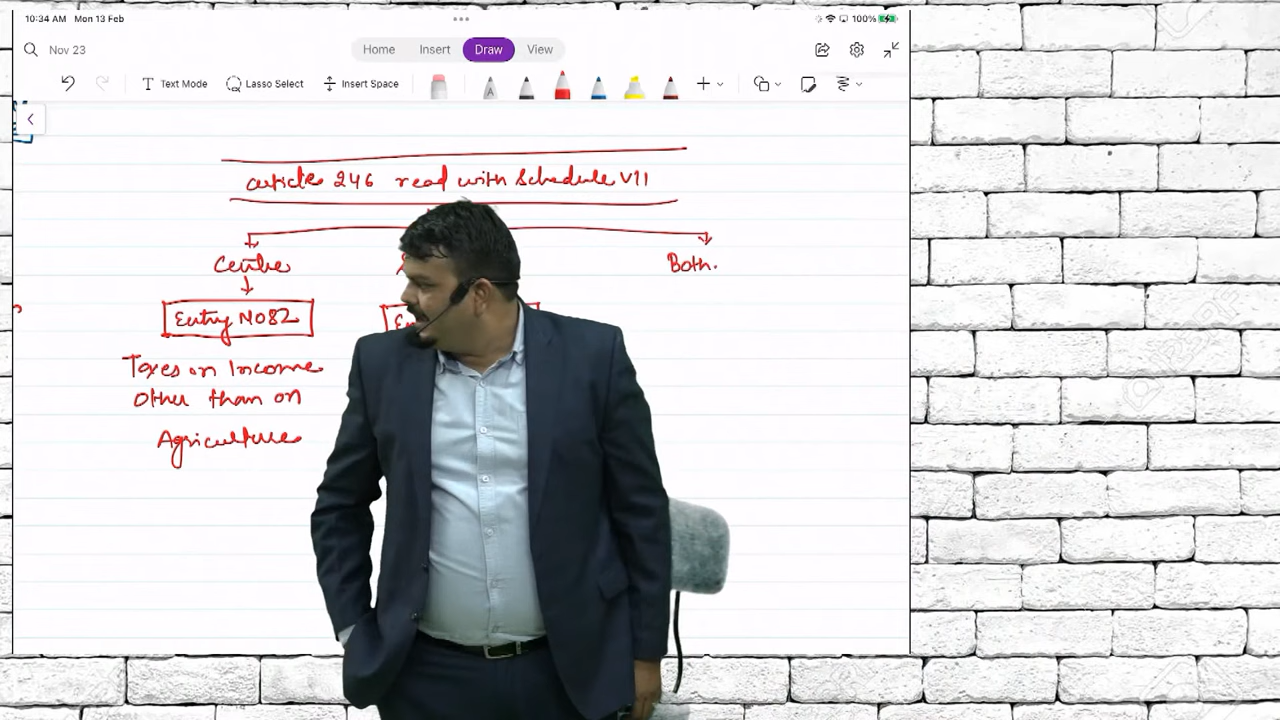 10:34 AM Mon 13 Feb
100%
Nov 23
Home Insert Draw View
Text Mode Lasso Select Insert Space
article 246 read with Schedule VII
Centre
Both.
Entry No 82
Taxes on Income
Other than on
Agriculture